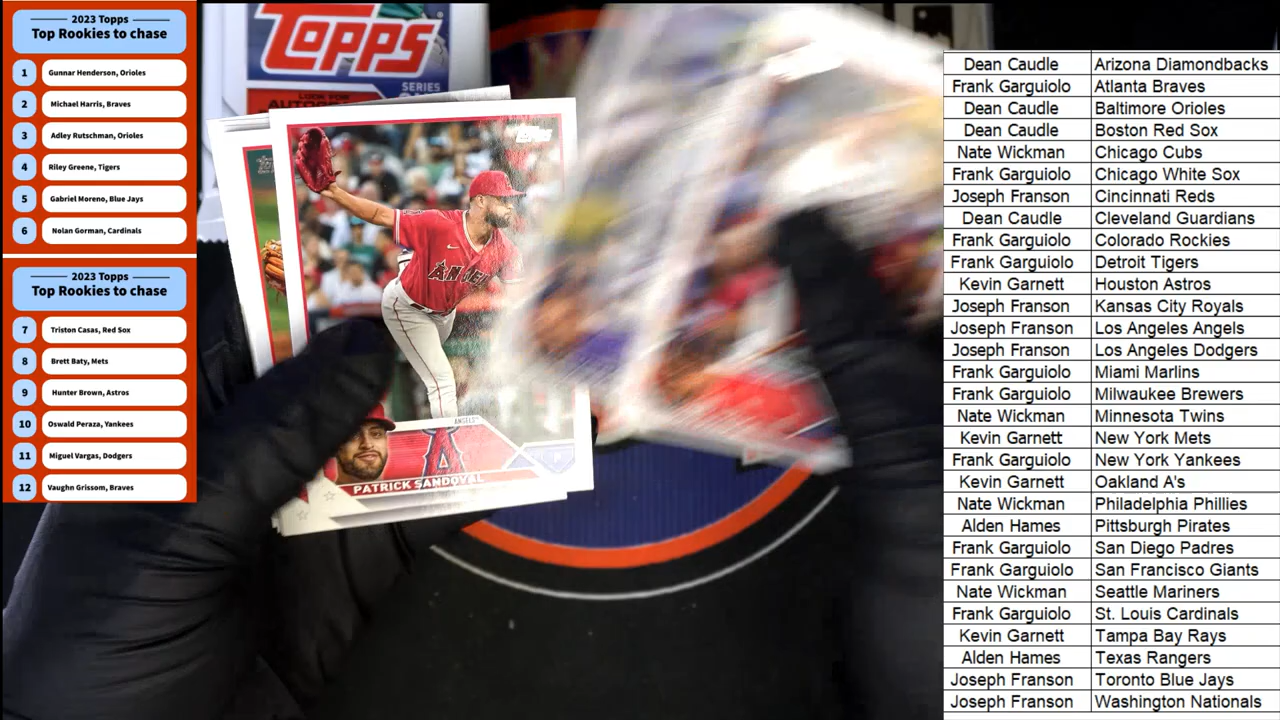 2023 Topps
Top Rookies to chase
1 Gunnar Henderson, Orioles
2 Michael Harris, Braves
3 Adley Rutschman, Orioles
4 Riley Greene, Tigers
5 Gabriel Moreno, Blue Jays
6 Nolan Gorman, Cardinals
2023 Topps
Top Rookies to chase
7 Triston Casas, Red Sox
8 Brett Baty, Mets
9 Hunter Brown, Astros
10 Oswald Peraza, Yankees
11 Miguel Vargas, Dodgers
12 Vaughn Grissom, Braves
TOPPS
SERIES
LOOK FOR
Topps
ANGELS
PATRICK SANDOVAL
Dean Caudle Arizona Diamondbacks
Frank Garguiolo Atlanta Braves
Dean Caudle Baltimore Orioles
Dean Caudle Boston Red Sox
Nate Wickman Chicago Cubs
Frank Garguiolo Chicago White Sox
Joseph Franson Cincinnati Reds
Dean Caudle Cleveland Guardians
Frank Garguiolo Colorado Rockies
Frank Garguiolo Detroit Tigers
Kevin Garnett Houston Astros
Joseph Franson Kansas City Royals
Joseph Franson Los Angeles Angels
Joseph Franson Los Angeles Dodgers
Frank Garguiolo Miami Marlins
Frank Garguiolo Milwaukee Brewers
Nate Wickman Minnesota Twins
Kevin Garnett New York Mets
Frank Garguiolo New York Yankees
Kevin Garnett Oakland A's
Nate Wickman Philadelphia Phillies
Alden Hames Pittsburgh Pirates
Frank Garguiolo San Diego Padres
Frank Garguiolo San Francisco Giants
Nate Wickman Seattle Mariners
Frank Garguiolo St. Louis Cardinals
Kevin Garnett Tampa Bay Rays
Alden Hames Texas Rangers
Joseph Franson Toronto Blue Jays
Joseph Franson Washington Nationals